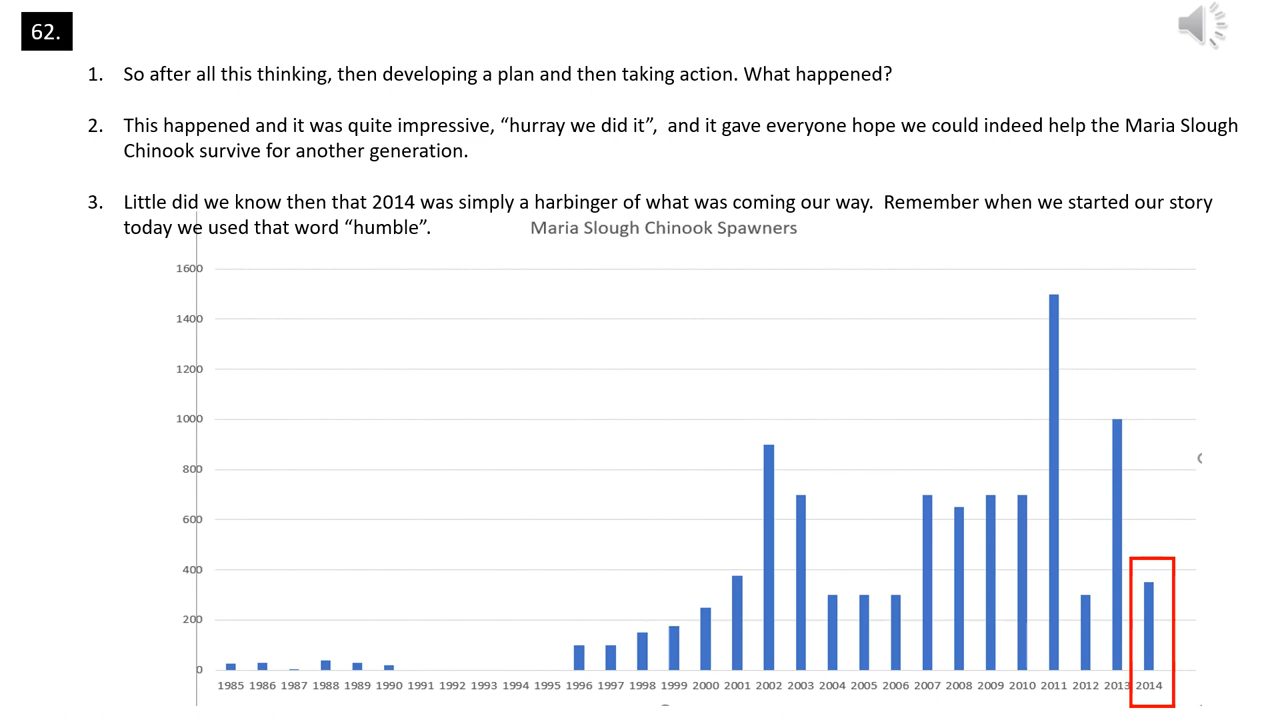 62.
1. So after all this thinking, then developing a plan and then taking action. What happened?
2. This happened and it was quite impressive, “hurray we did it”,  and it gave everyone hope we could indeed help the Maria Slough
Chinook survive for another generation.
3. Little did we know then that 2014 was simply a harbinger of what was coming our way.  Remember when we started our story
today we used that word “humble”.
Maria Slough Chinook Spawners
1600
1400
1200
1000
800
600
400
200
0
1985 1986 1987 1988 1989 1990 1991 1992 1993 1994 1995 1996 1997 1998 1999 2000 2001 2002 2003 2004 2005 2006 2007 2008 2009 2010 2011 2012 2013 2014